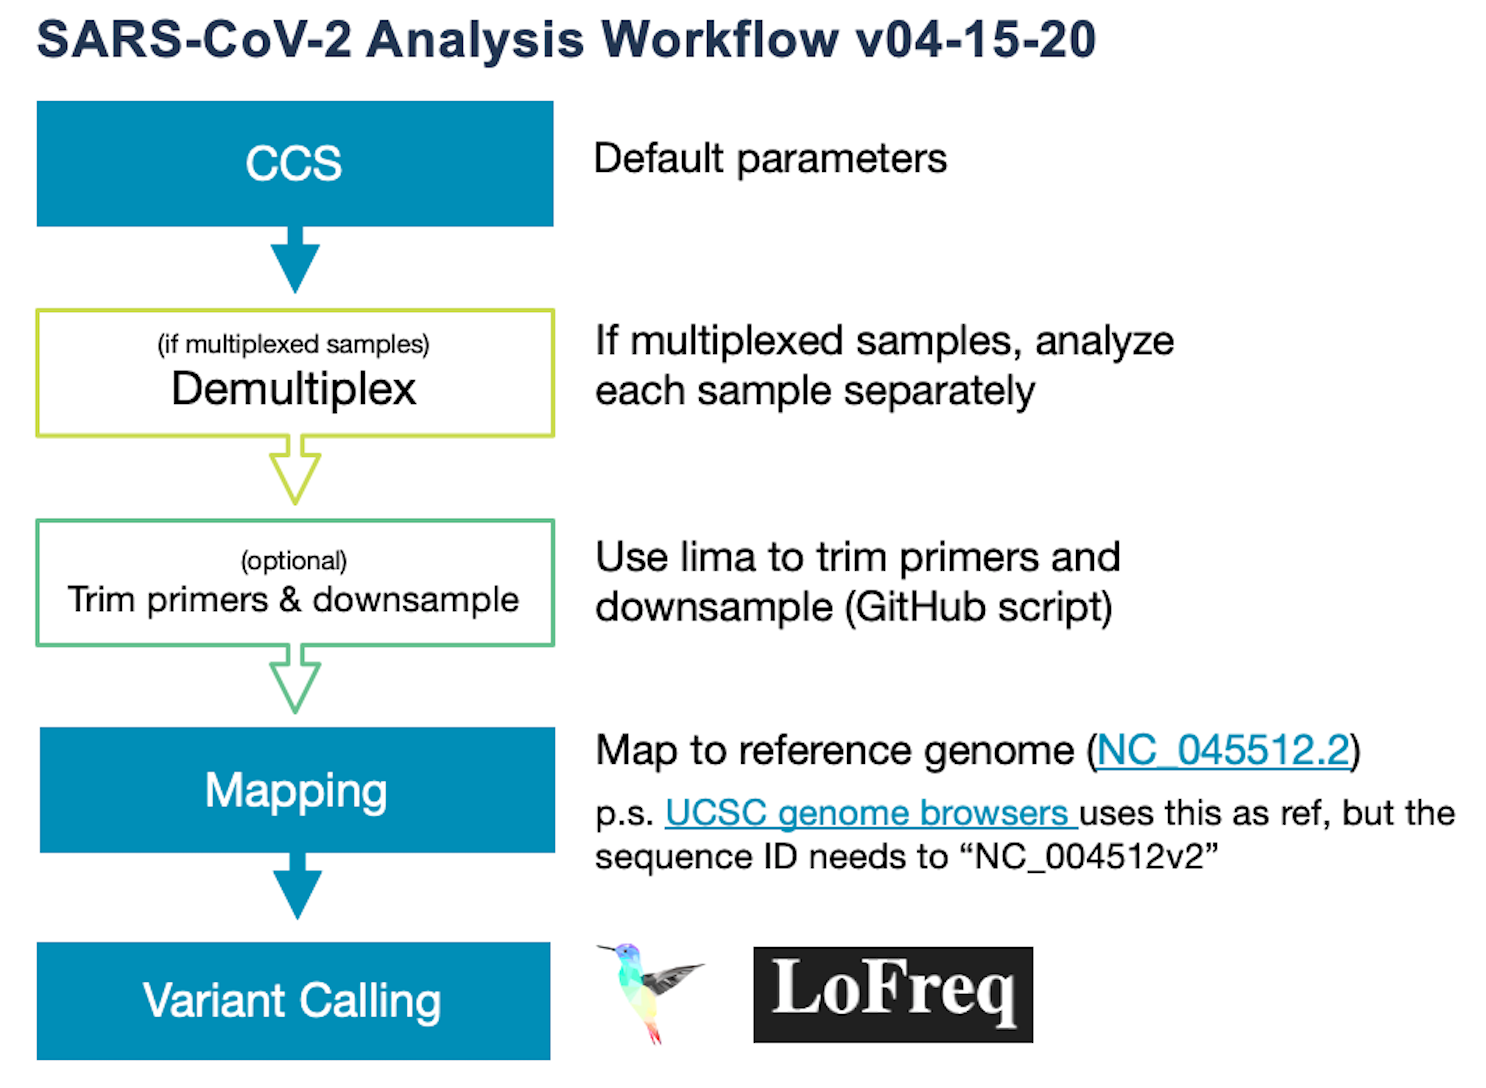 SARS-CoV-2 Analysis Workflow v04-15-20
CCS
Default parameters
(if multiplexed samples)
Demultiplex
If multiplexed samples, analyze
each sample separately
(optional)
Trim primers & downsample
Use lima to trim primers and
downsample (GitHub script)
Mapping
Map to reference genome (NC_045512.2)
p.s. UCSC genome browsers uses this as ref, but the
sequence ID needs to “NC_004512v2”
Variant Calling
LoFreq